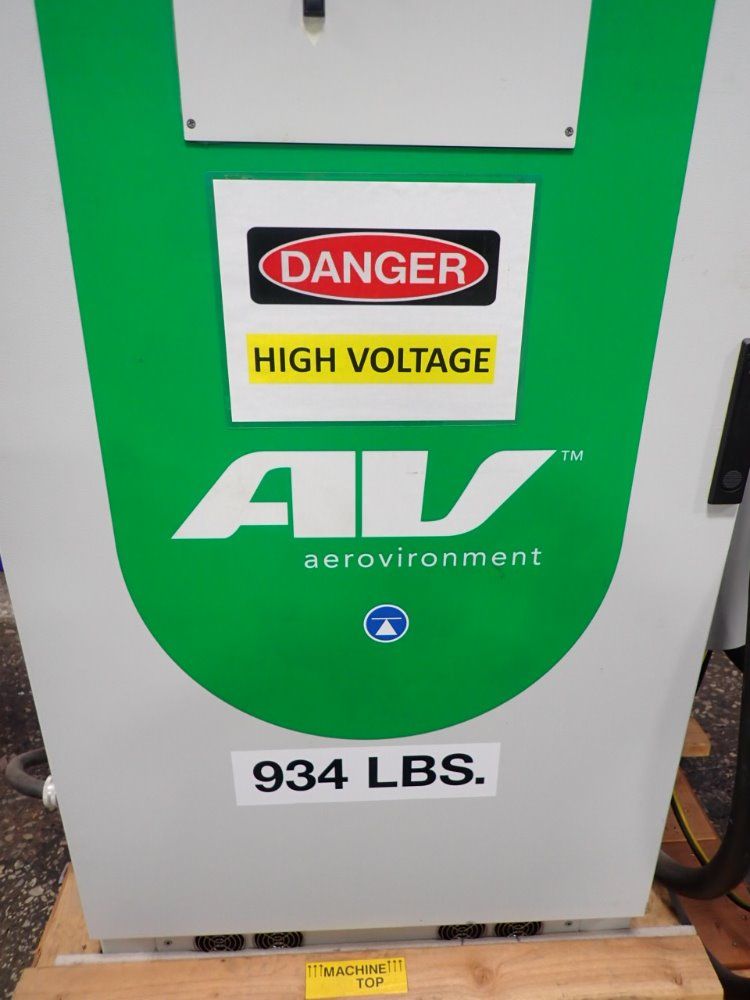 DANGER
HIGH VOLTAGE
AV™
aerovironment
934 LBS.
↑↑↑MACHINE↑↑↑
TOP